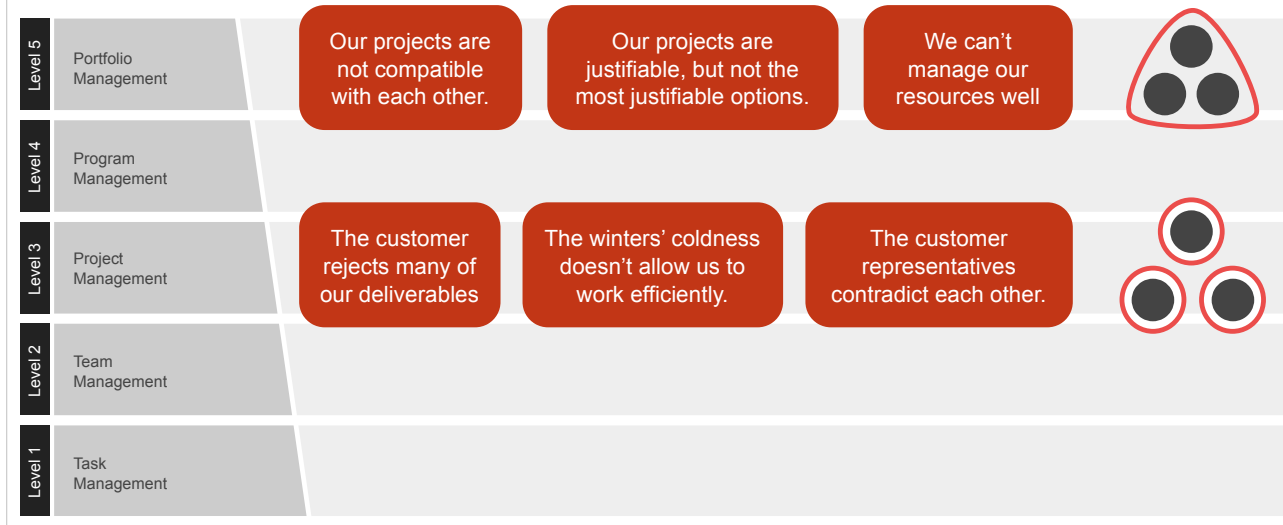 Level 5
Portfolio
Management
Our projects are
not compatible
with each other.
Our projects are
justifiable, but not the
most justifiable options.
We can't
manage our
resources well
Level 4
Program
Management
Level 3
Project
Management
The customer
rejects many of
our deliverables
The winters’ coldness
doesn’t allow us to
work efficiently.
The customer
representatives
contradict each other.
Level 2
Team
Management
Level 1
Task
Management